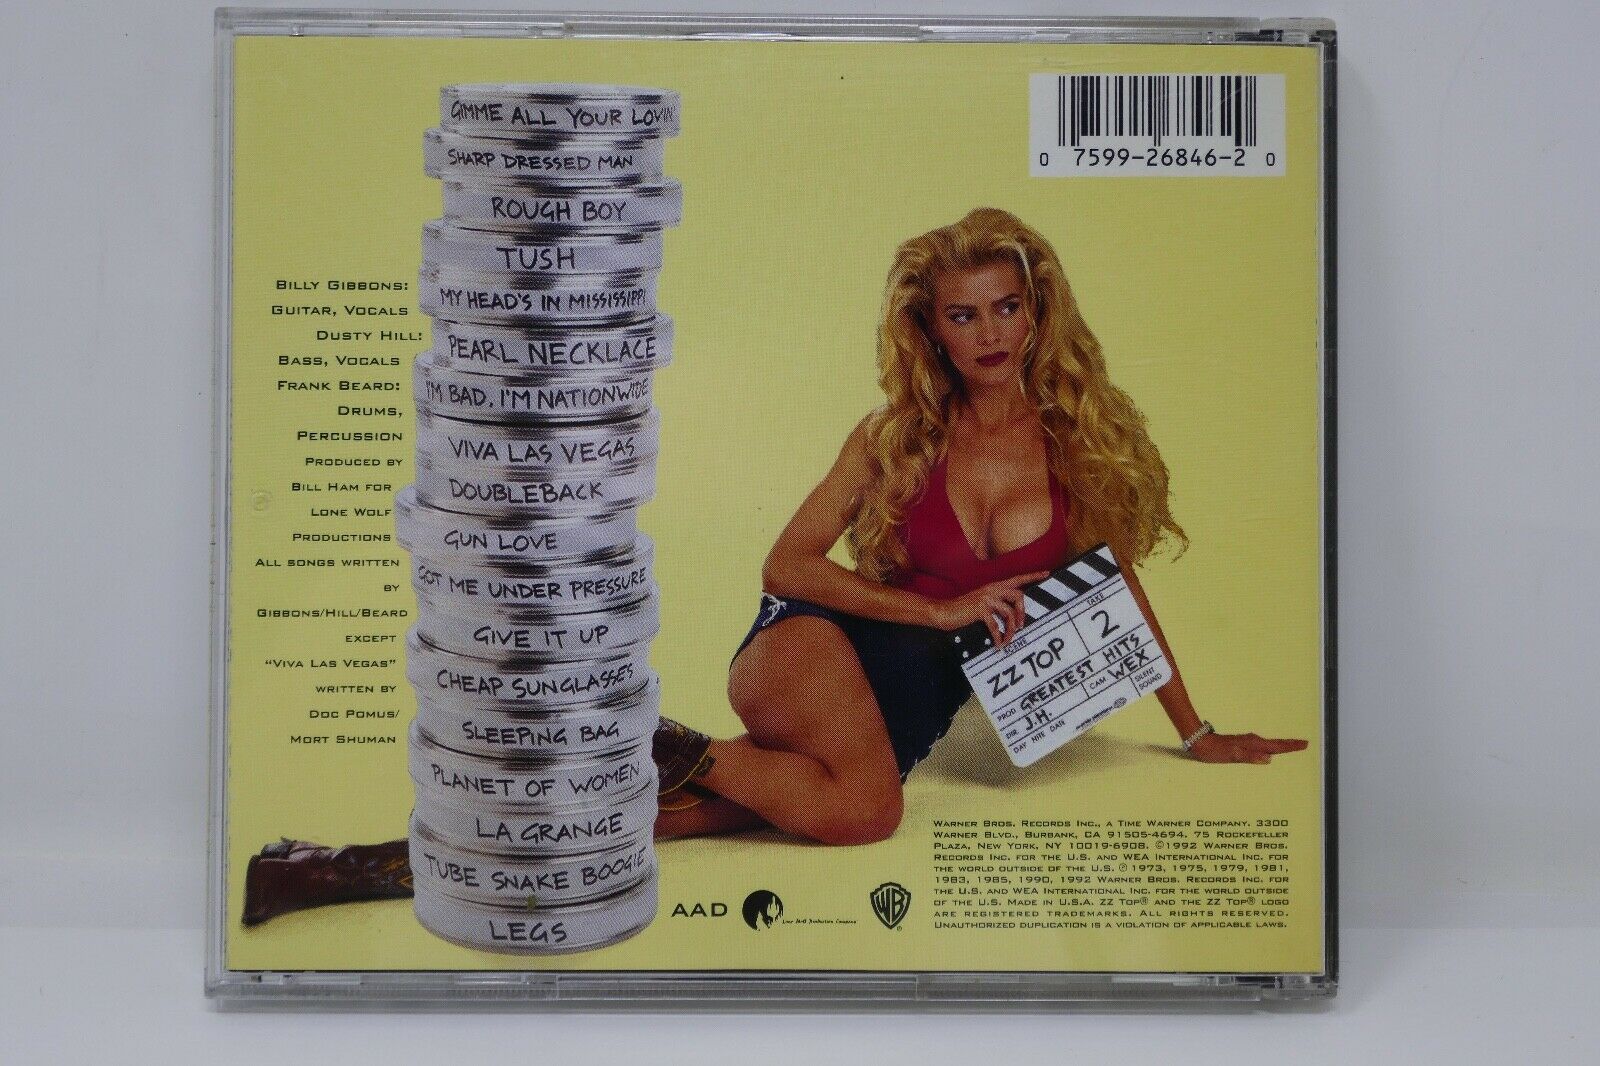 GIMME ALL YOUR LOVIN'
SHARP DRESSED MAN
ROUGH BOY
TUSH
MY HEAD'S IN MISSISSIPPI
PEARL NECKLACE
I'M BAD, I'M NATIONWIDE
VIVA LAS VEGAS
DOUBLEBACK
GUN LOVE
GOT ME UNDER PRESSURE
GIVE IT UP
CHEAP SUNGLASSES
SLEEPING BAG
PLANET OF WOMEN
LA GRANGE
TUBE SNAKE BOOGIE
LEGS
BILLY GIBBONS:
GUITAR, VOCALS
DUSTY HILL:
BASS, VOCALS
FRANK BEARD:
DRUMS,
PERCUSSION
PRODUCED BY
BILL HAM FOR
LONE WOLF
PRODUCTIONS
ALL SONGS WRITTEN
BY
GIBBONS/HILL/BEARD
EXCEPT
"VIVA LAS VEGAS"
WRITTEN BY
DOC POMUS/
MORT SHUMAN
0 7599-26846-2 0
SCENE TAKE
ZZ TOP 2
PROD GREATEST HITS
DIR J.H. CAM WEX
DAY NITE DATE SILENT
SOUND
AAD
WB
WARNER BROS. RECORDS INC., A TIME WARNER COMPANY. 3300
WARNER BLVD., BURBANK, CA 91505-4694. 75 ROCKEFELLER
PLAZA, NEW YORK, NY 10019-6908. ©1992 WARNER BROS.
RECORDS INC. FOR THE U.S. AND WEA INTERNATIONAL INC. FOR
THE WORLD OUTSIDE OF THE U.S. ℗ 1973, 1975, 1979, 1981,
1983, 1985, 1990, 1992 WARNER BROS. RECORDS INC. FOR
THE U.S. AND WEA INTERNATIONAL INC. FOR THE WORLD OUTSIDE
OF THE U.S. MADE IN U.S.A. ZZ TOP® AND THE ZZ TOP® LOGO
ARE REGISTERED TRADEMARKS. ALL RIGHTS RESERVED.
UNAUTHORIZED DUPLICATION IS A VIOLATION OF APPLICABLE LAWS.